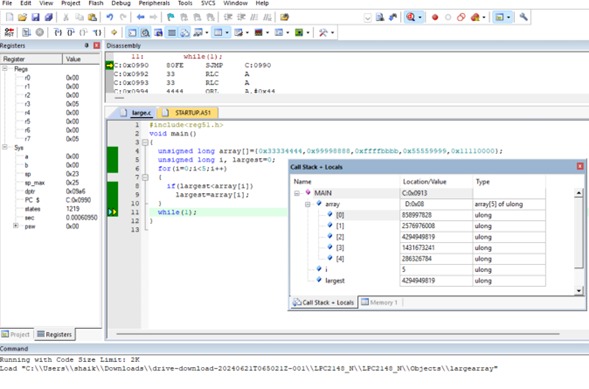 File Edit View Project Flash Debug Peripherals Tools SVCS Window Help
Registers
Register Value
Regs
r0 0x00
r1 0x00
r2 0x00
r3 0x05
r4 0x00
r5 0x00
r6 0x00
r7 0x05
Sys
a 0x00
b 0x00
sp 0x23
sp_max 0x25
dptr 0x09a6
PC $ C:0x0990
states 1219
sec 0.00060950
psw 0x00
Project Registers
Disassembly
11: while(1);
C:0x0990 80FE SJMP C:0990
C:0x0992 33 RLC A
C:0x0993 33 RLC A
C:0x0994 4444 ORL A,#0x44
large.c STARTUP.A51
1 #include<reg51.h>
2 void main()
3 {
4 unsigned long array[]={0x33334444,0x99998888,0xffffbbbb,0x55559999,0x11110000};
5 unsigned long i, largest=0;
6 for(i=0;i<5;i++)
7 {
8 if(largest<array[i])
9 largest=array[i];
10 }
11 while(1);
12 }
13
Call Stack + Locals
Name Location/Value Type
MAIN C:0x0913
array D:0x08 array[5] of ulong
[0] 858997828 ulong
[1] 2576976008 ulong
[2] 4294949819 ulong
[3] 1431673241 ulong
[4] 286326784 ulong
i 5 ulong
largest 4294949819 ulong
Call Stack + Locals Memory 1
Command
Running with Code Size Limit: 2K
Load "C:\\Users\\shaik\\Downloads\\drive-download-20240621T065021Z-001\\LPC2148_N\\LPC2148_N\\Objects\\largearray"